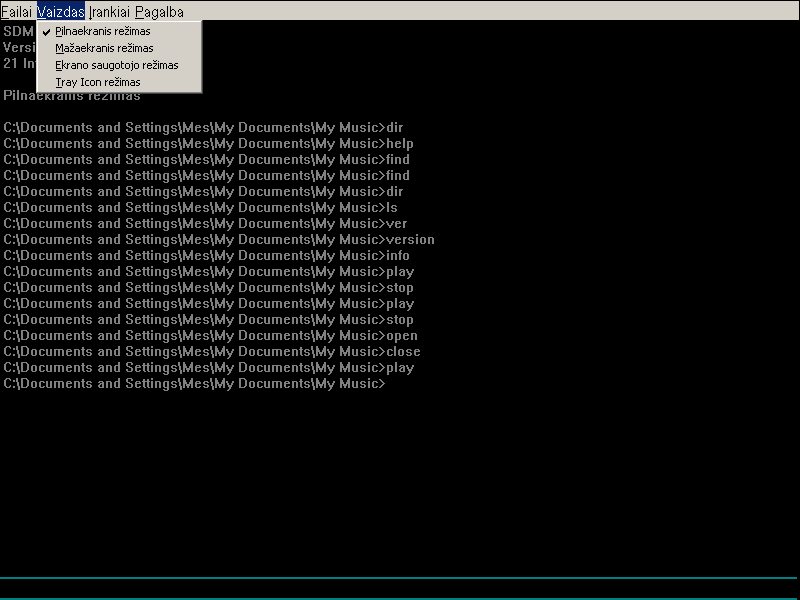 Failai Vaizdas Įrankiai Pagalba
Pilnaekranis režimas
Mažaekranis režimas
Ekrano saugotojo režimas
Tray Icon režimas
SDM
Pilnaekranis režimas
C:\Documents and Settings\Mes\My Documents\My Music>dir
C:\Documents and Settings\Mes\My Documents\My Music>help
C:\Documents and Settings\Mes\My Documents\My Music>find
C:\Documents and Settings\Mes\My Documents\My Music>find
C:\Documents and Settings\Mes\My Documents\My Music>dir
C:\Documents and Settings\Mes\My Documents\My Music>ls
C:\Documents and Settings\Mes\My Documents\My Music>ver
C:\Documents and Settings\Mes\My Documents\My Music>version
C:\Documents and Settings\Mes\My Documents\My Music>info
C:\Documents and Settings\Mes\My Documents\My Music>play
C:\Documents and Settings\Mes\My Documents\My Music>stop
C:\Documents and Settings\Mes\My Documents\My Music>play
C:\Documents and Settings\Mes\My Documents\My Music>stop
C:\Documents and Settings\Mes\My Documents\My Music>open
C:\Documents and Settings\Mes\My Documents\My Music>close
C:\Documents and Settings\Mes\My Documents\My Music>play
C:\Documents and Settings\Mes\My Documents\My Music>